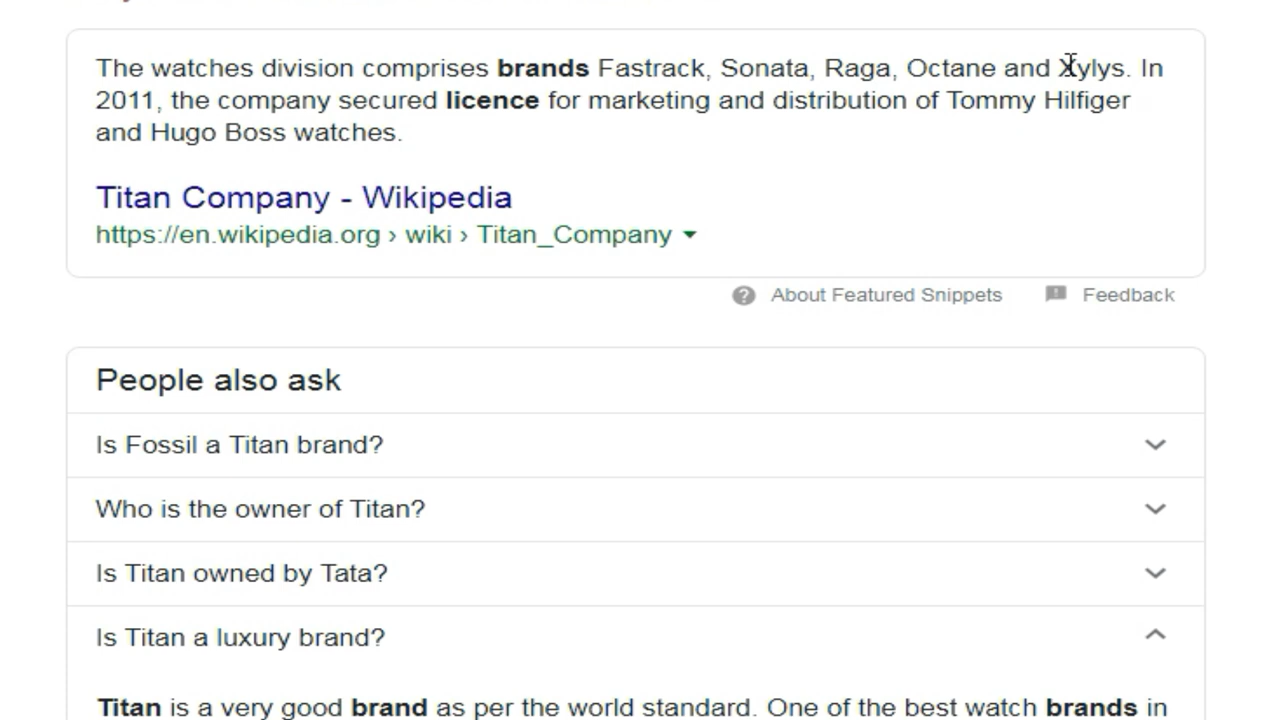 The watches division comprises brands Fastrack, Sonata, Raga, Octane and Xylys. In
2011, the company secured licence for marketing and distribution of Tommy Hilfiger
and Hugo Boss watches.
Titan Company - Wikipedia
https://en.wikipedia.org › wiki › Titan_Company
About Featured Snippets Feedback
People also ask
Is Fossil a Titan brand?
Who is the owner of Titan?
Is Titan owned by Tata?
Is Titan a luxury brand?
Titan is a very good brand as per the world standard. One of the best watch brands in